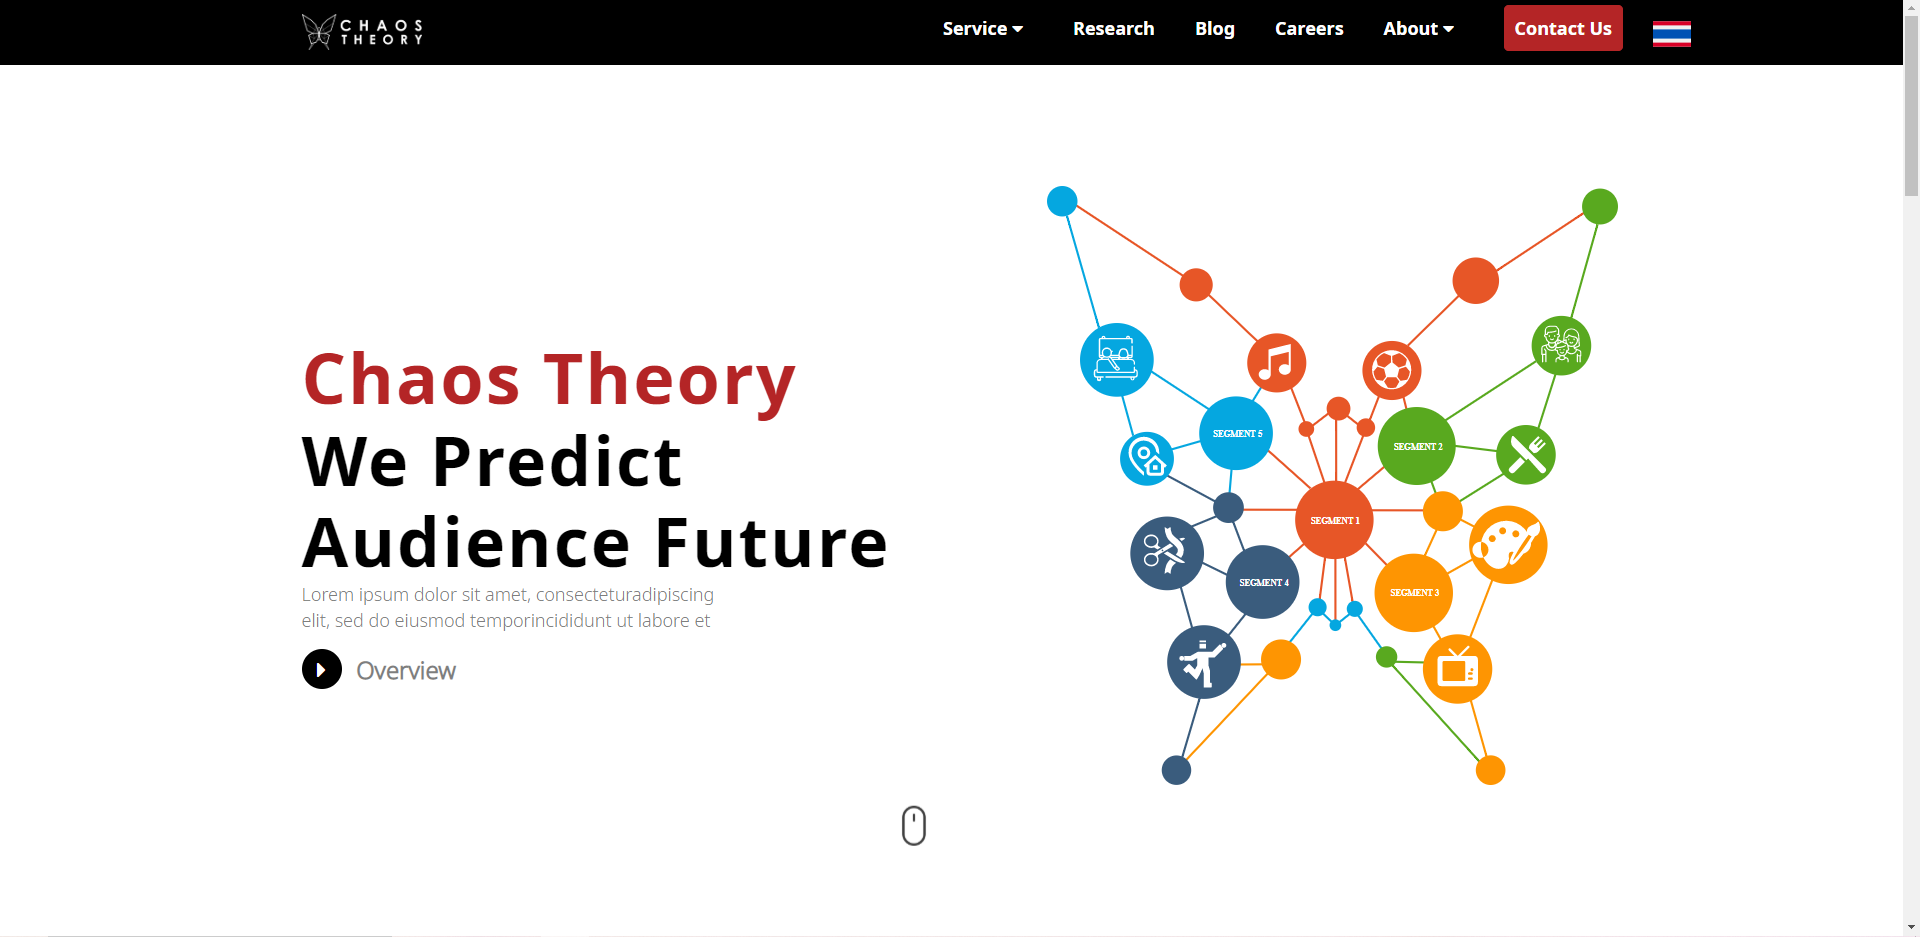 CHAOS
THEORY
Service
Research
Blog
Careers
About
Contact Us
Chaos Theory
We Predict
Audience Future
Lorem ipsum dolor sit amet, consecteturadipiscing
elit, sed do eiusmod temporincididunt ut labore et
Overview
SEGMENT 5
SEGMENT 2
SEGMENT 1
SEGMENT 4
SEGMENT 3